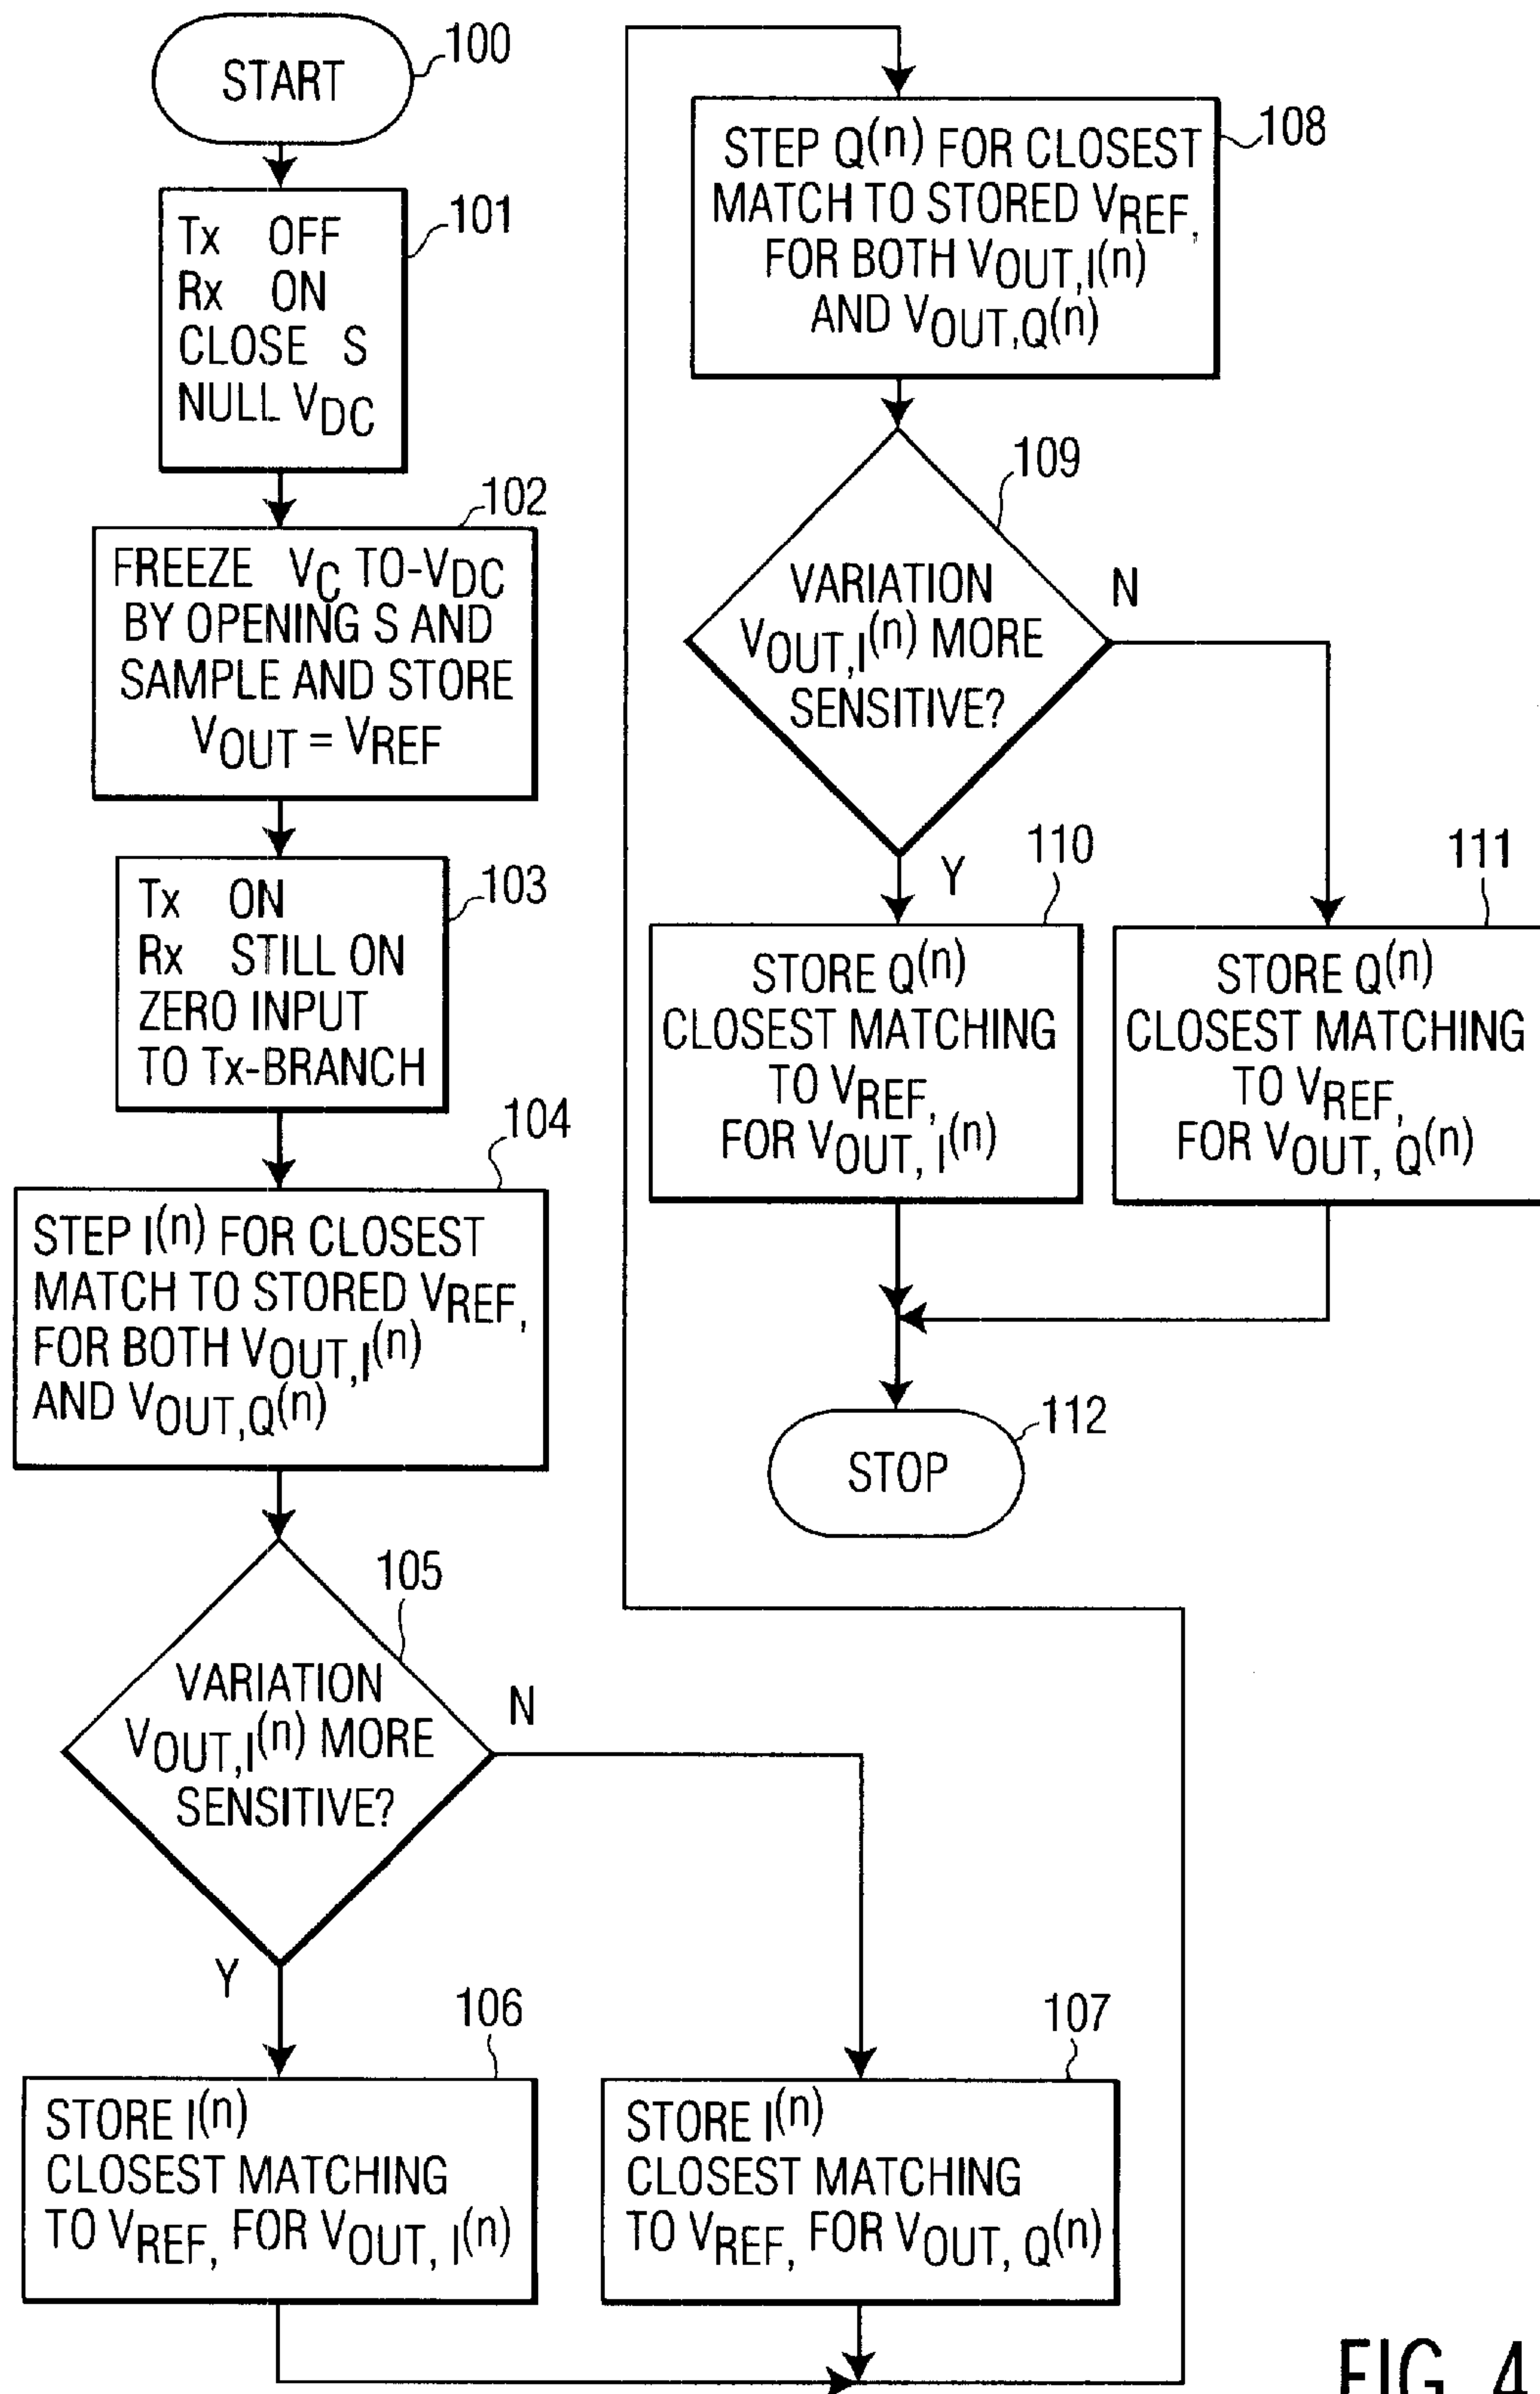 START
100
Tx OFF
Rx ON
CLOSE S
NULL VDC
101
102
FREEZE VC TO-VDC
BY OPENING S AND
SAMPLE AND STORE
VOUT = VREF
Tx ON
Rx STILL ON
ZERO INPUT
TO Tx-BRANCH
103
104
STEP I(n) FOR CLOSEST
MATCH TO STORED VREF,
FOR BOTH VOUT,I(n)
AND VOUT,Q(n)
105
VARIATION
VOUT,I(n) MORE
SENSITIVE?
N
Y
106
STORE I(n)
CLOSEST MATCHING
TO VREF, FOR VOUT, I(n)
107
STORE I(n)
CLOSEST MATCHING
TO VREF, FOR VOUT, Q(n)
108
STEP Q(n) FOR CLOSEST
MATCH TO STORED VREF,
FOR BOTH VOUT,I(n)
AND VOUT,Q(n)
109
VARIATION
VOUT,I(n) MORE
SENSITIVE?
N
Y
110
STORE Q(n)
CLOSEST MATCHING
TO VREF,
FOR VOUT, I(n)
111
STORE Q(n)
CLOSEST MATCHING
TO VREF,
FOR VOUT, Q(n)
STOP
112
FIG. 4